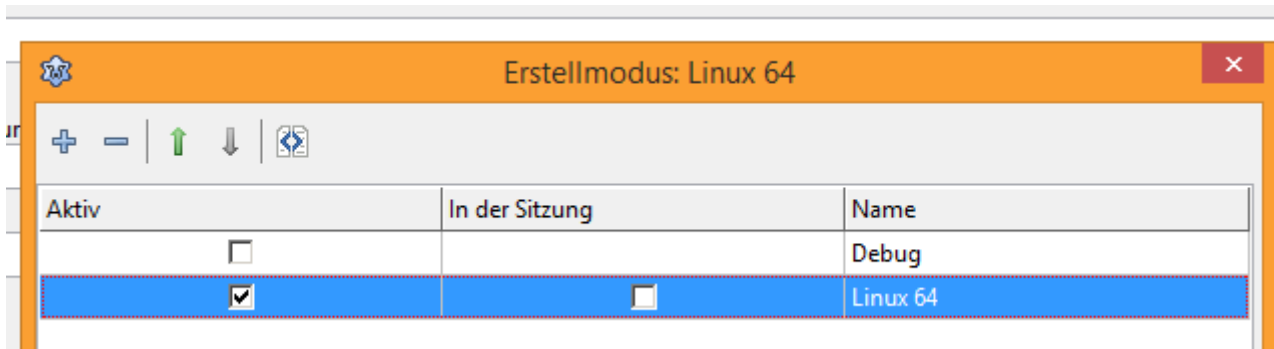 Erstellmodus: Linux 64
Aktiv In der Sitzung Name
Debug
Linux 64